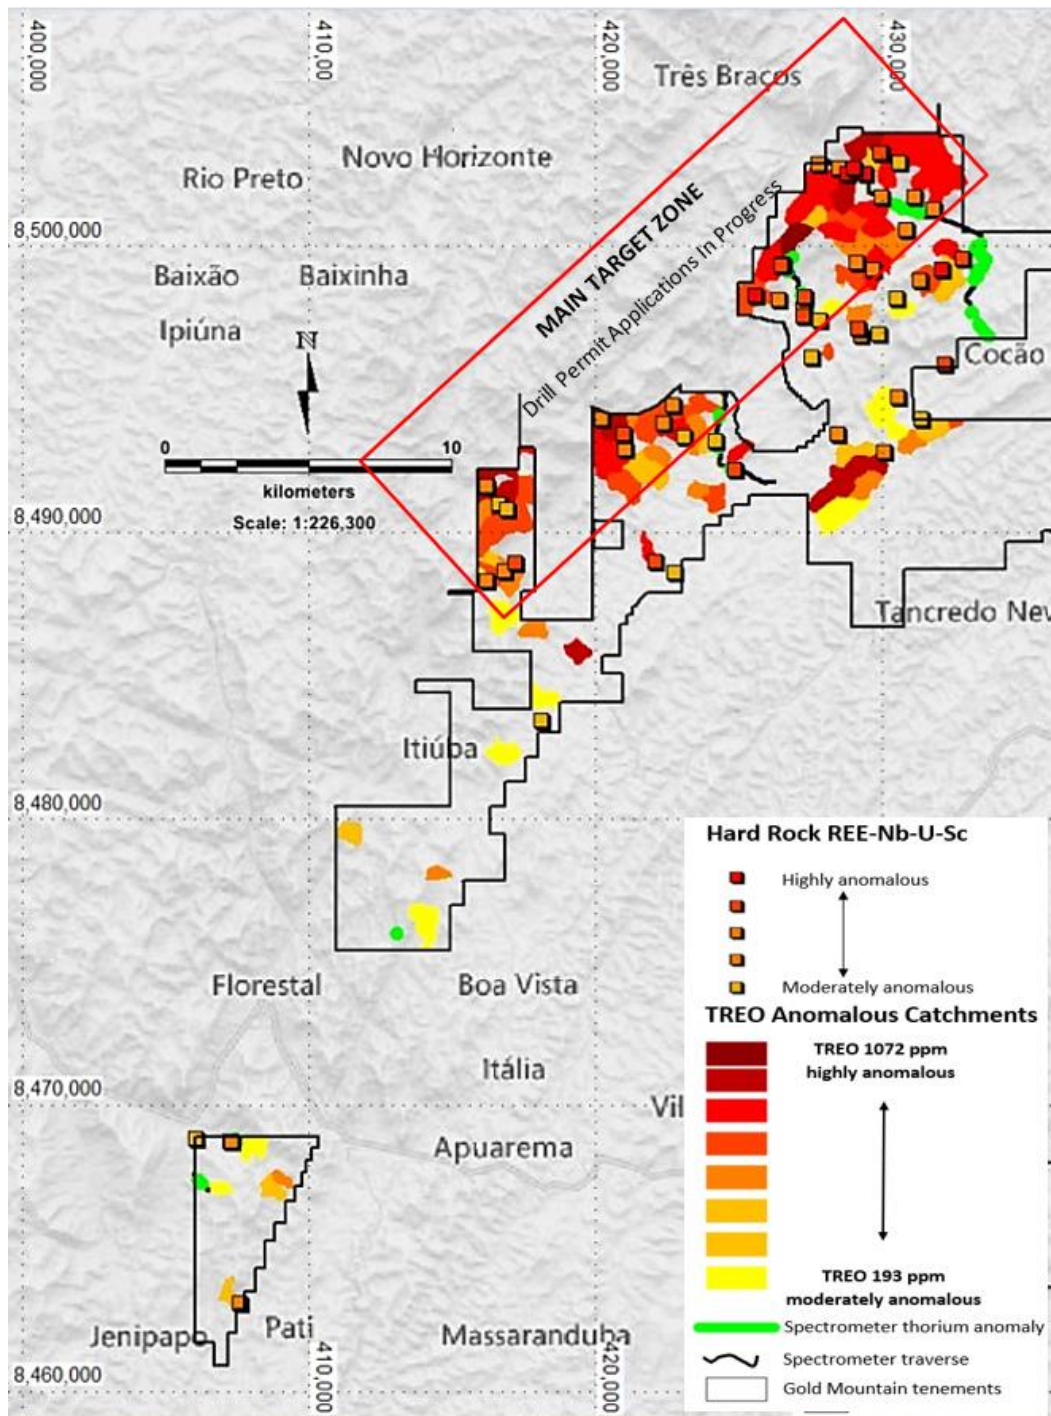 400,000
410,00
420,000
430,000
Três Braços
Novo Horizonte
Rio Preto
MAIN TARGET ZONE
Drill Permit Applications In Progress
8,500,000
Baixão
Baixinha
Ipiúna
N
Cocão
0
10
kilometers
Scale: 1:226,300
8,490,000
Tancredo Nev
Itiúba
8,480,000
Hard Rock REE-Nb-U-Sc
Highly anomalous
Moderately anomalous
Florestal
Boa Vista
TREO Anomalous Catchments
TREO 1072 ppm
highly anomalous
Itália
8,470,000
Vil
Apuarema
TREO 193 ppm
moderately anomalous
Spectrometer thorium anomaly
Spectrometer traverse
Gold Mountain tenements
Jenipapo
Pati
Massaranduba
8,460,000
410,000
420,000